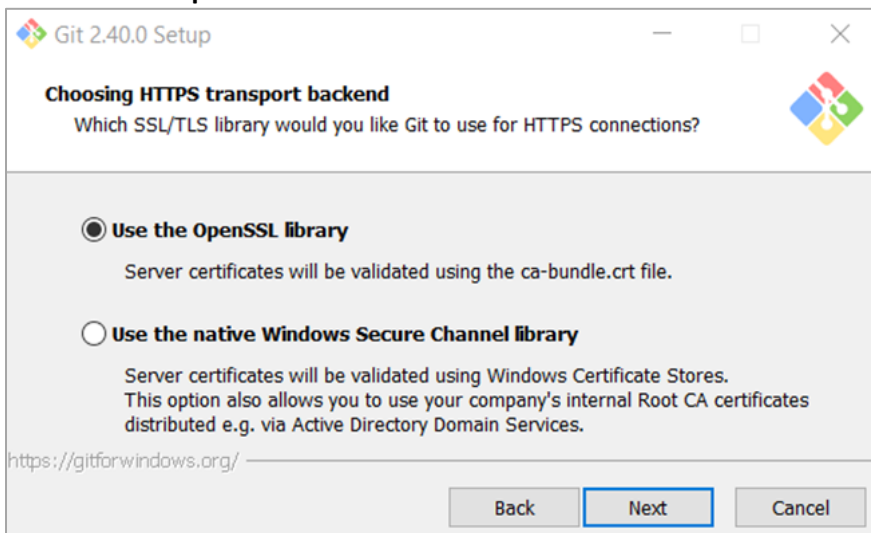 Git 2.40.0 Setup
Choosing HTTPS transport backend
Which SSL/TLS library would you like Git to use for HTTPS connections?
Use the OpenSSL library
Server certificates will be validated using the ca-bundle.crt file.
Use the native Windows Secure Channel library
Server certificates will be validated using Windows Certificate Stores.
This option also allows you to use your company's internal Root CA certificates
distributed e.g. via Active Directory Domain Services.
https://gitforwindows.org/
Back Next Cancel